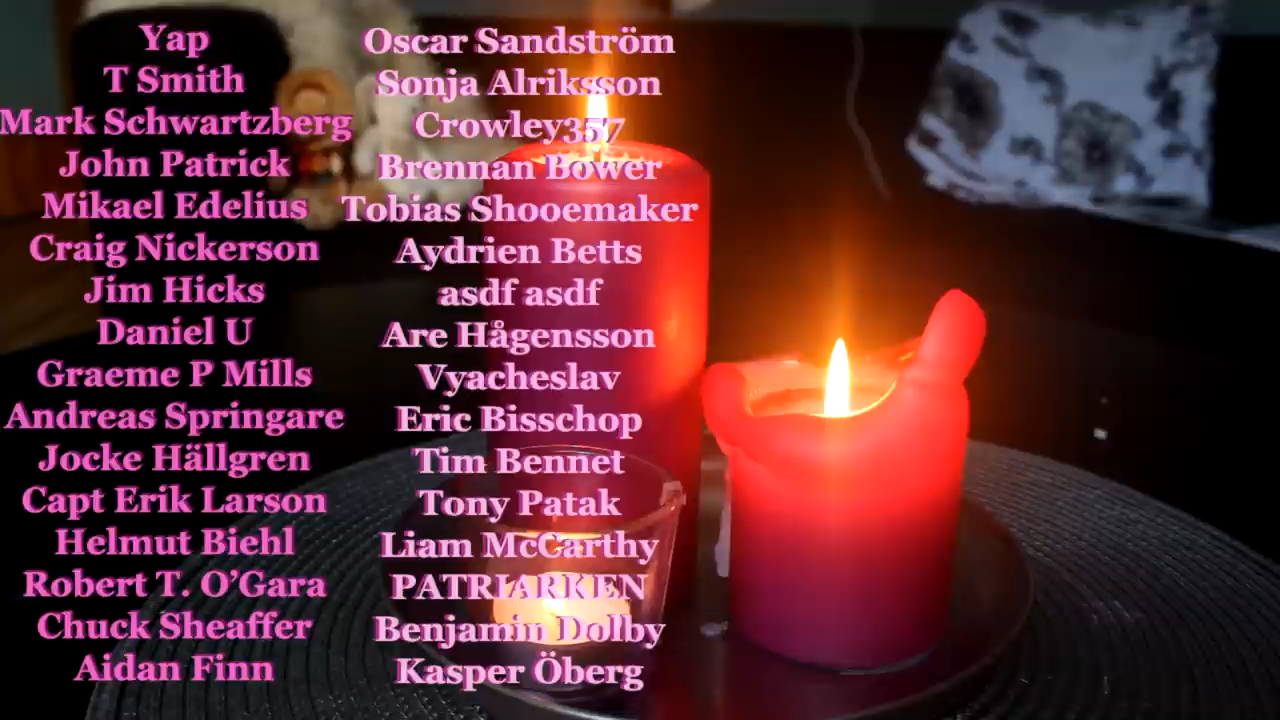 Yap
T Smith
Mark Schwartzberg
John Patrick
Mikael Edelius
Craig Nickerson
Jim Hicks
Daniel U
Graeme P Mills
Andreas Springare
Jocke Hällgren
Capt Erik Larson
Helmut Biehl
Robert T. O’Gara
Chuck Sheaffer
Aidan Finn
Oscar Sandström
Sonja Alriksson
Crowley357
Brennan Bower
Tobias Shooemaker
Aydrien Betts
asdf asdf
Are Hågensson
Vyacheslav
Eric Bisschop
Tim Bennet
Tony Patak
Liam McCarthy
PATRIARKEN
Benjamin Dolby
Kasper Öberg